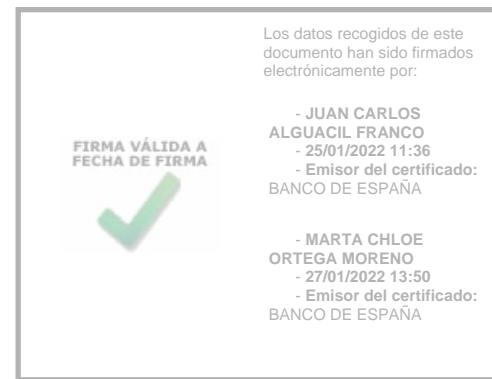 Los datos recogidos de este
documento han sido firmados
electrónicamente por:
- JUAN CARLOS
ALGUACIL FRANCO
- 25/01/2022 11:36
- Emisor del certificado:
BANCO DE ESPAÑA
FIRMA VÁLIDA A
FECHA DE FIRMA
- MARTA CHLOE
ORTEGA MORENO
- 27/01/2022 13:50
- Emisor del certificado:
BANCO DE ESPAÑA